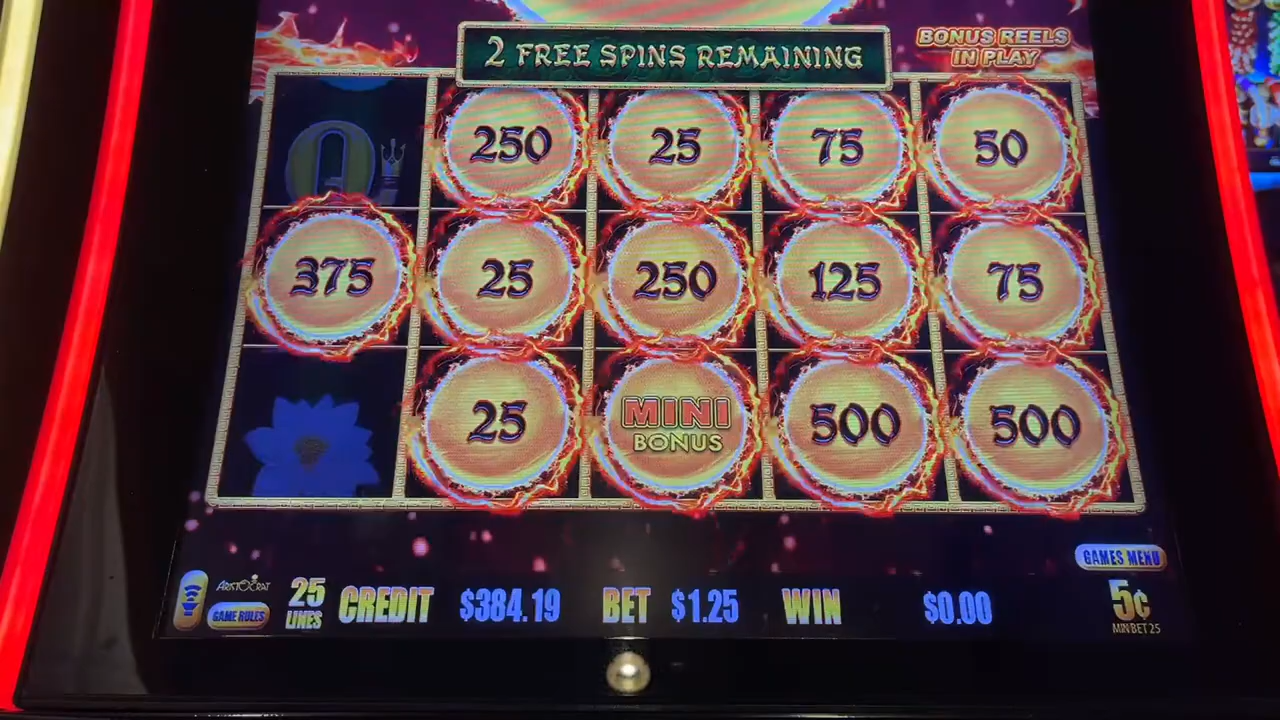 2 FREE SPINS REMAINING
BONUS REELS
IN PLAY
Q
250
25
75
50
375
25
250
125
75
25
MINI
BONUS
500
500
GAMES MENU
ARISTOCRAT
GAME RULES
25
LINES
CREDIT $384.19 BET $1.25 WIN $0.00
5¢
MIN BET 25